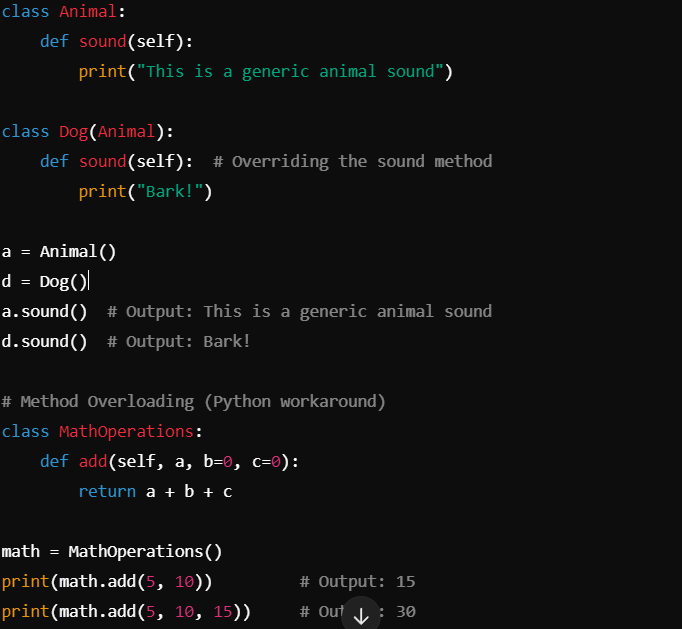 class Animal:
    def sound(self):
        print("This is a generic animal sound")

class Dog(Animal):
    def sound(self):  # Overriding the sound method
        print("Bark!")

a = Animal()
d = Dog()
a.sound()  # Output: This is a generic animal sound
d.sound()  # Output: Bark!

# Method Overloading (Python workaround)
class MathOperations:
    def add(self, a, b=0, c=0):
        return a + b + c

math = MathOperations()
print(math.add(5, 10))         # Output: 15
print(math.add(5, 10, 15))     # : 30